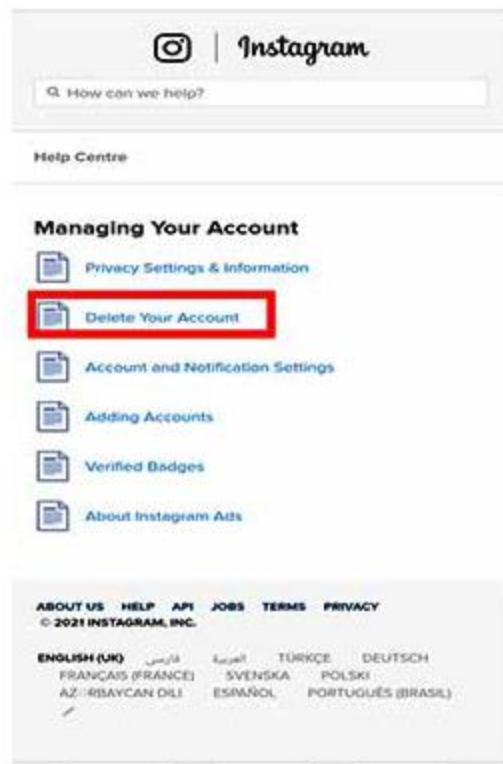 Instagram
How can we help?
Help Centre
Managing Your Account
Privacy Settings & Information
Delete Your Account
Account and Notification Settings
Adding Accounts
Verified Badges
About Instagram Ads
ABOUT US HELP API JOBS TERMS PRIVACY
© 2021 INSTAGRAM, INC.
ENGLISH (UK) فارسی العربية TÜRKÇE DEUTSCH
FRANÇAIS (FRANCE) SVENSKA POLSKI
DILI ESPAÑOL PORTUGUÊS (BRASIL)